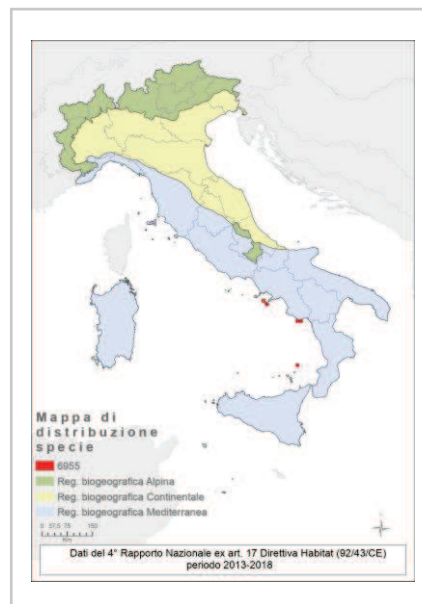 Mappa di
distribuzione
specie
6955
Reg. biogeografica Alpina
Reg. biogeografica Continentale
Reg. biogeografica Mediterranea
0 37,5 75 150
Km
Dati del 4° Rapporto Nazionale ex art. 17 Direttiva Habitat (92/43/CE)
periodo 2013-2018